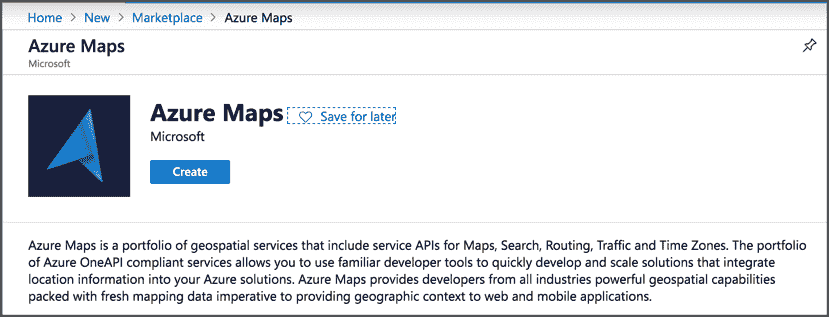 Home > New > Marketplace > Azure Maps
Azure Maps
Microsoft
Azure Maps
Save for later
Microsoft
Create
Azure Maps is a portfolio of geospatial services that include service APIs for Maps, Search, Routing, Traffic and Time Zones. The portfolio
of Azure OneAPI compliant services allows you to use familiar developer tools to quickly develop and scale solutions that integrate
location information into your Azure solutions. Azure Maps provides developers from all industries powerful geospatial capabilities
packed with fresh mapping data imperative to providing geographic context to web and mobile applications.